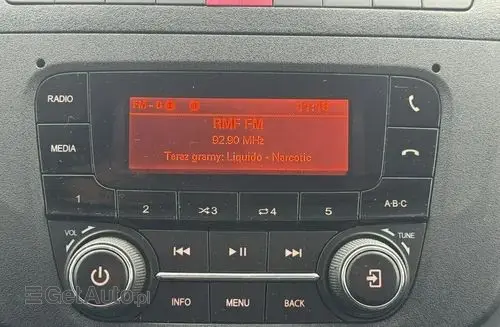 RADIO
FM - D
RMF FM
92.90 MHz
Teraz gramy: Liquido - Narcotic
MEDIA
1
2
3
4
5
A·B·C
VOL
TUNE
INFO
MENU
BACK
GetAuto.pl